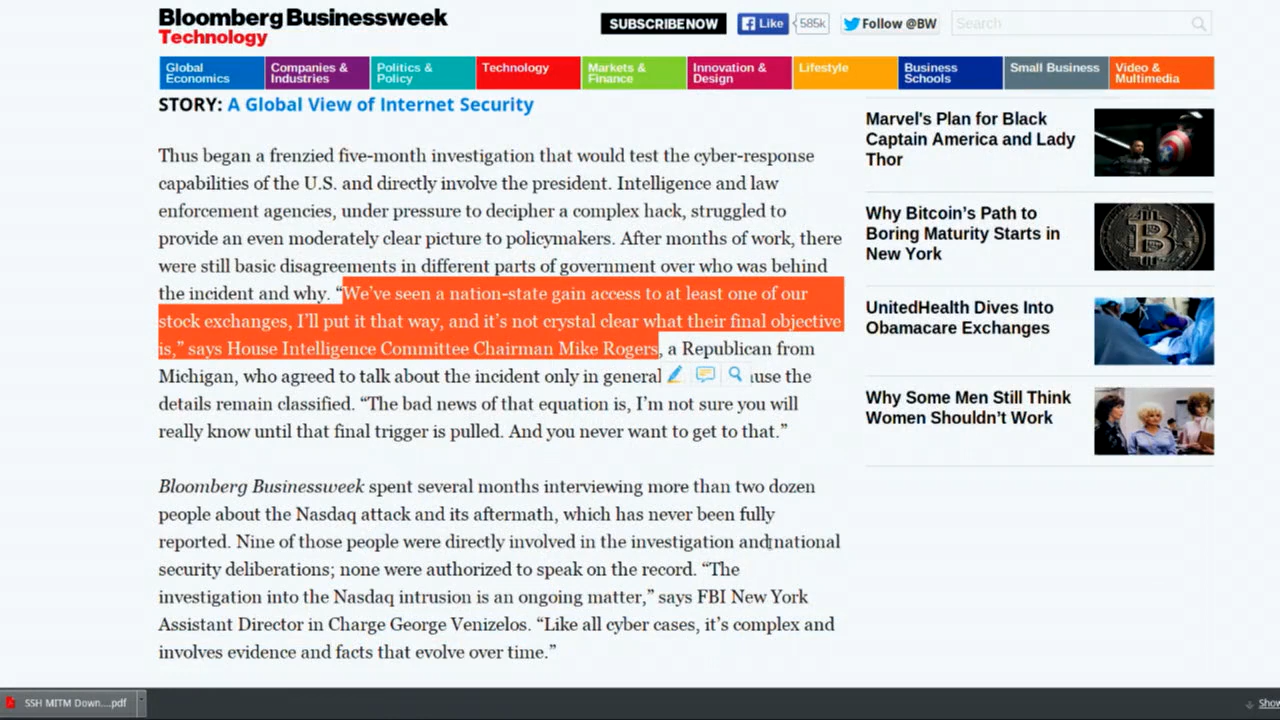 Bloomberg Businessweek
Technology
SUBSCRIBE NOW
Like
585k
Follow @BW
Search
Global Economics
Companies & Industries
Politics & Policy
Technology
Markets & Finance
Innovation & Design
Lifestyle
Business Schools
Small Business
Video & Multimedia
STORY: A Global View of Internet Security
Thus began a frenzied five-month investigation that would test the cyber-response
capabilities of the U.S. and directly involve the president. Intelligence and law
enforcement agencies, under pressure to decipher a complex hack, struggled to
provide an even moderately clear picture to policymakers. After months of work, there
were still basic disagreements in different parts of government over who was behind
the incident and why. “We’ve seen a nation-state gain access to at least one of our
stock exchanges, I’ll put it that way, and it’s not crystal clear what their final objective
is,” says House Intelligence Committee Chairman Mike Rogers, a Republican from
Michigan, who agreed to talk about the incident only in general use the
details remain classified. “The bad news of that equation is, I’m not sure you will
really know until that final trigger is pulled. And you never want to get to that.”
Bloomberg Businessweek spent several months interviewing more than two dozen
people about the Nasdaq attack and its aftermath, which has never been fully
reported. Nine of those people were directly involved in the investigation and national
security deliberations; none were authorized to speak on the record. “The
investigation into the Nasdaq intrusion is an ongoing matter,” says FBI New York
Assistant Director in Charge George Venizelos. “Like all cyber cases, it’s complex and
involves evidence and facts that evolve over time.”
Marvel's Plan for Black
Captain America and Lady
Thor
Why Bitcoin’s Path to
Boring Maturity Starts in
New York
UnitedHealth Dives Into
Obamacare Exchanges
Why Some Men Still Think
Women Shouldn’t Work
SSH MITM Down....pdf
Show